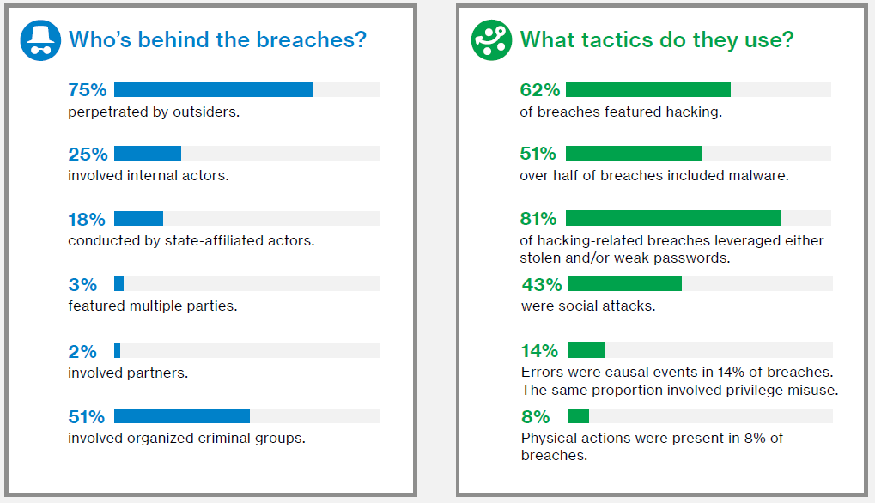 Who's behind the breaches?
75%
perpetrated by outsiders.
25%
involved internal actors.
18%
conducted by state-affiliated actors.
3%
featured multiple parties.
2%
involved partners.
51%
involved organized criminal groups.
What tactics do they use?
62%
of breaches featured hacking.
51%
over half of breaches included malware.
81%
of hacking-related breaches leveraged either
stolen and/or weak passwords.
43%
were social attacks.
14%
Errors were causal events in 14% of breaches.
The same proportion involved privilege misuse.
8%
Physical actions were present in 8% of
breaches.